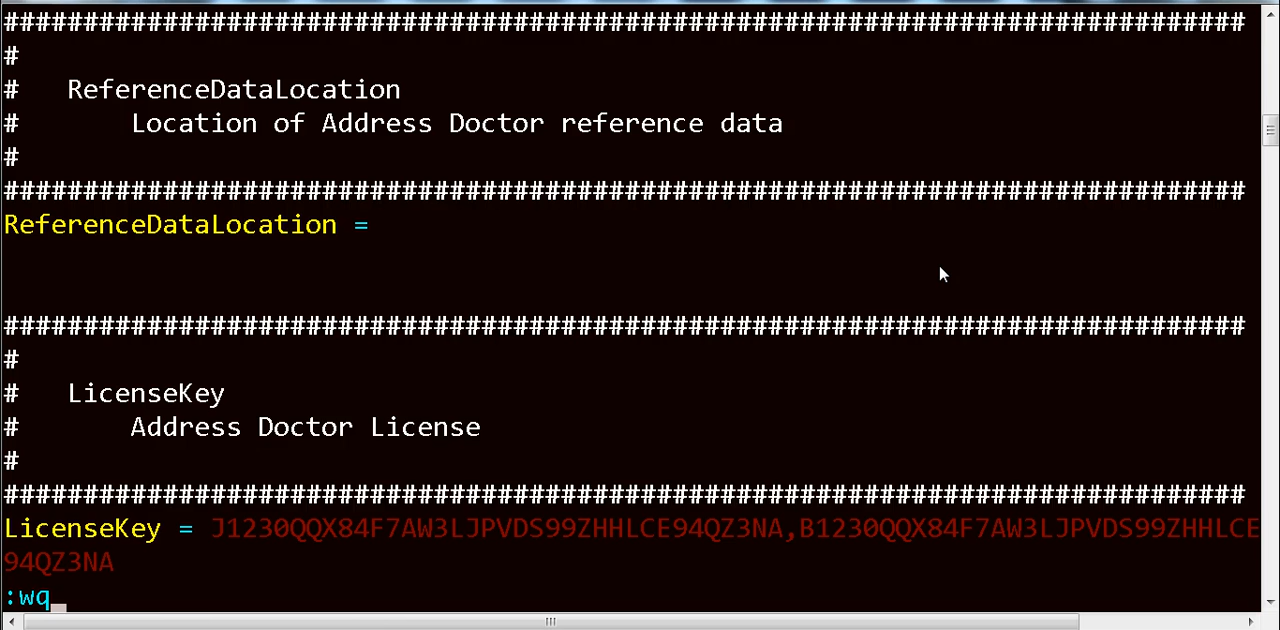 ##############################################################################
#
#   ReferenceDataLocation
#       Location of Address Doctor reference data
#
##############################################################################
ReferenceDataLocation =
##############################################################################
#
#   LicenseKey
#       Address Doctor License
#
##############################################################################
LicenseKey = J1230QQX84F7AW3LJPVDS99ZHHLCE94QZ3NA,B1230QQX84F7AW3LJPVDS99ZHHLCE
94QZ3NA
:wq